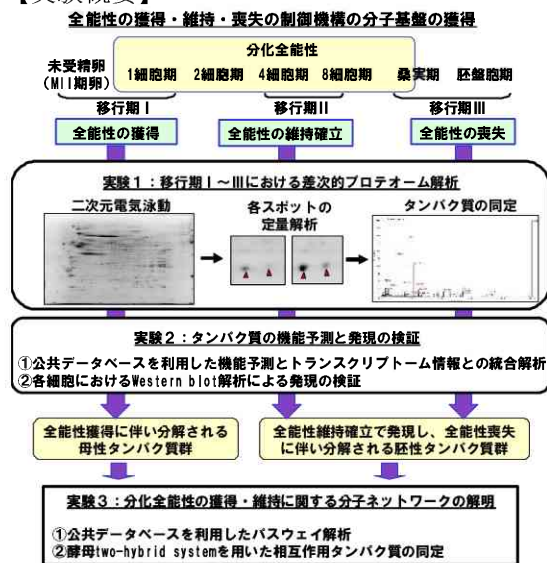 【実験概要】
全能性の獲得・維持・喪失の制御機構の分子基盤の獲得
分化全能性
未受精卵
(MII期卵)
1細胞期 2細胞期 4細胞期 8細胞期 桑実期 胚盤胞期
移行期Ⅰ 移行期Ⅱ 移行期Ⅲ
全能性の獲得 全能性の維持確立 全能性の喪失
実験1：移行期Ⅰ～Ⅲにおける差次的プロテオーム解析
二次元電気泳動
各スポットの
定量解析
タンパク質の同定
実験2：タンパク質の機能予測と発現の検証
①公共データベースを利用した機能予測とトランスクリプトーム情報との統合解析
②各細胞におけるWestern blot解析による発現の検証
全能性獲得に伴い分解される
母性タンパク質群
全能性維持確立で発現し、全能性喪失
に伴い分解される胚性タンパク質群
実験3：分化全能性の獲得・維持に関する分子ネットワークの解明
①公共データベースを利用したパスウェイ解析
②酵母two-hybrid systemを用いた相互作用タンパク質の同定